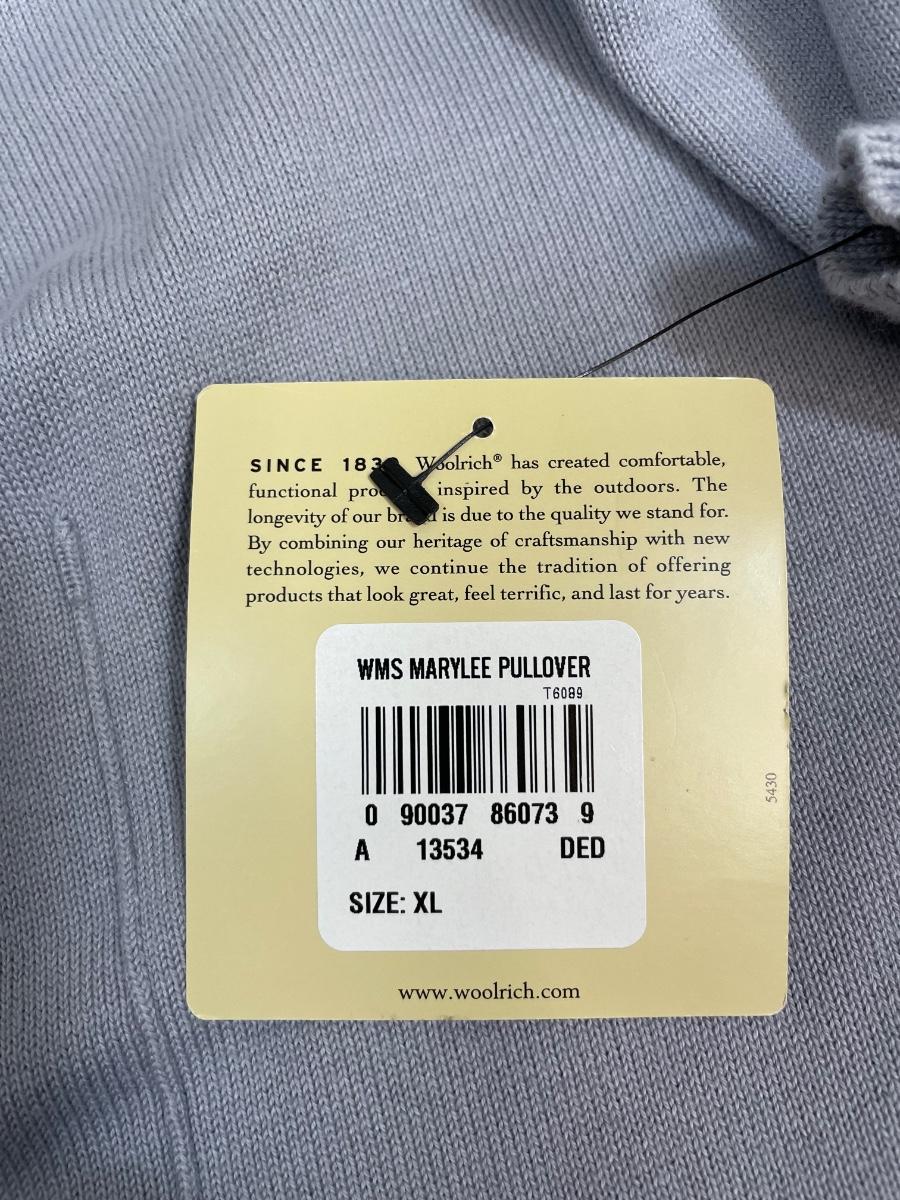 SINCE Woolrich® has created comfortable,
functional inspired by the outdoors. The
longevity of our is due to the quality we stand for.
By combining our heritage of craftsmanship with new
technologies, we continue the tradition of offering
products that look great, feel terrific, and last for years.
WMS MARYLEE PULLOVER
T6089
0 90037 86073 9
A 13534 DED
SIZE: XL
5430
www.woolrich.com